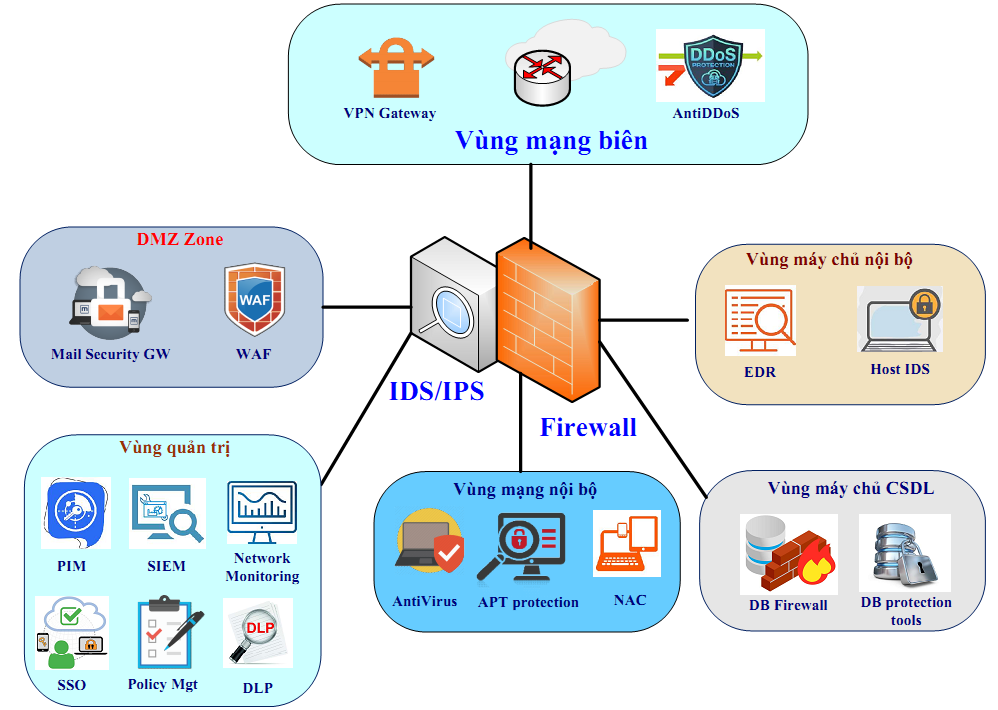 DDoS
PROTECTION
VPN Gateway
AntiDDoS
Vùng mạng biên
DMZ Zone
WAF
Mail Security GW
WAF
IDS/IPS
Firewall
Vùng máy chủ nội bộ
EDR
Host IDS
Vùng quản trị
PIM
SIEM
Network
Monitoring
SSO
Policy Mgt
DLP
DLP
Vùng mạng nội bộ
AntiVirus
APT protection
NAC
Vùng máy chủ CSDL
DB Firewall
DB protection
tools